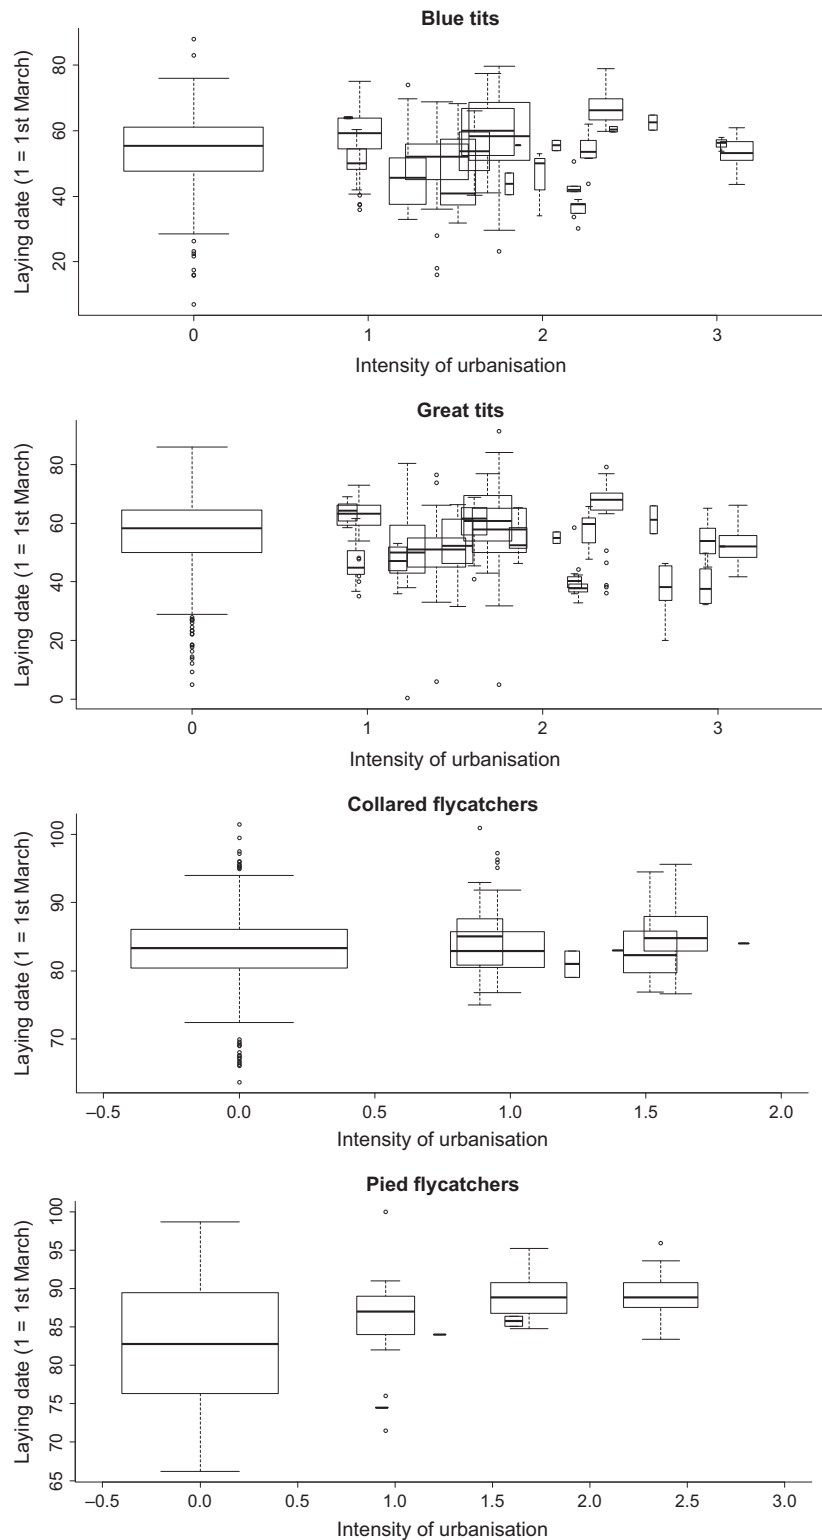 Blue tits
Laying date (1 = 1st March)
80
60
40
20
0 1 2 3
Intensity of urbanisation
Great tits
Laying date (1 = 1st March)
80
60
40
20
0
0 1 2 3
Intensity of urbanisation
Collared flycatchers
Laying date (1 = 1st March)
100
90
80
70
–0.5 0.0 0.5 1.0 1.5 2.0
Intensity of urbanisation
Pied flycatchers
Laying date (1 = 1st March)
100
95
90
85
80
75
70
65
–0.5 0.0 0.5 1.0 1.5 2.0 2.5 3.0
Intensity of urbanisation